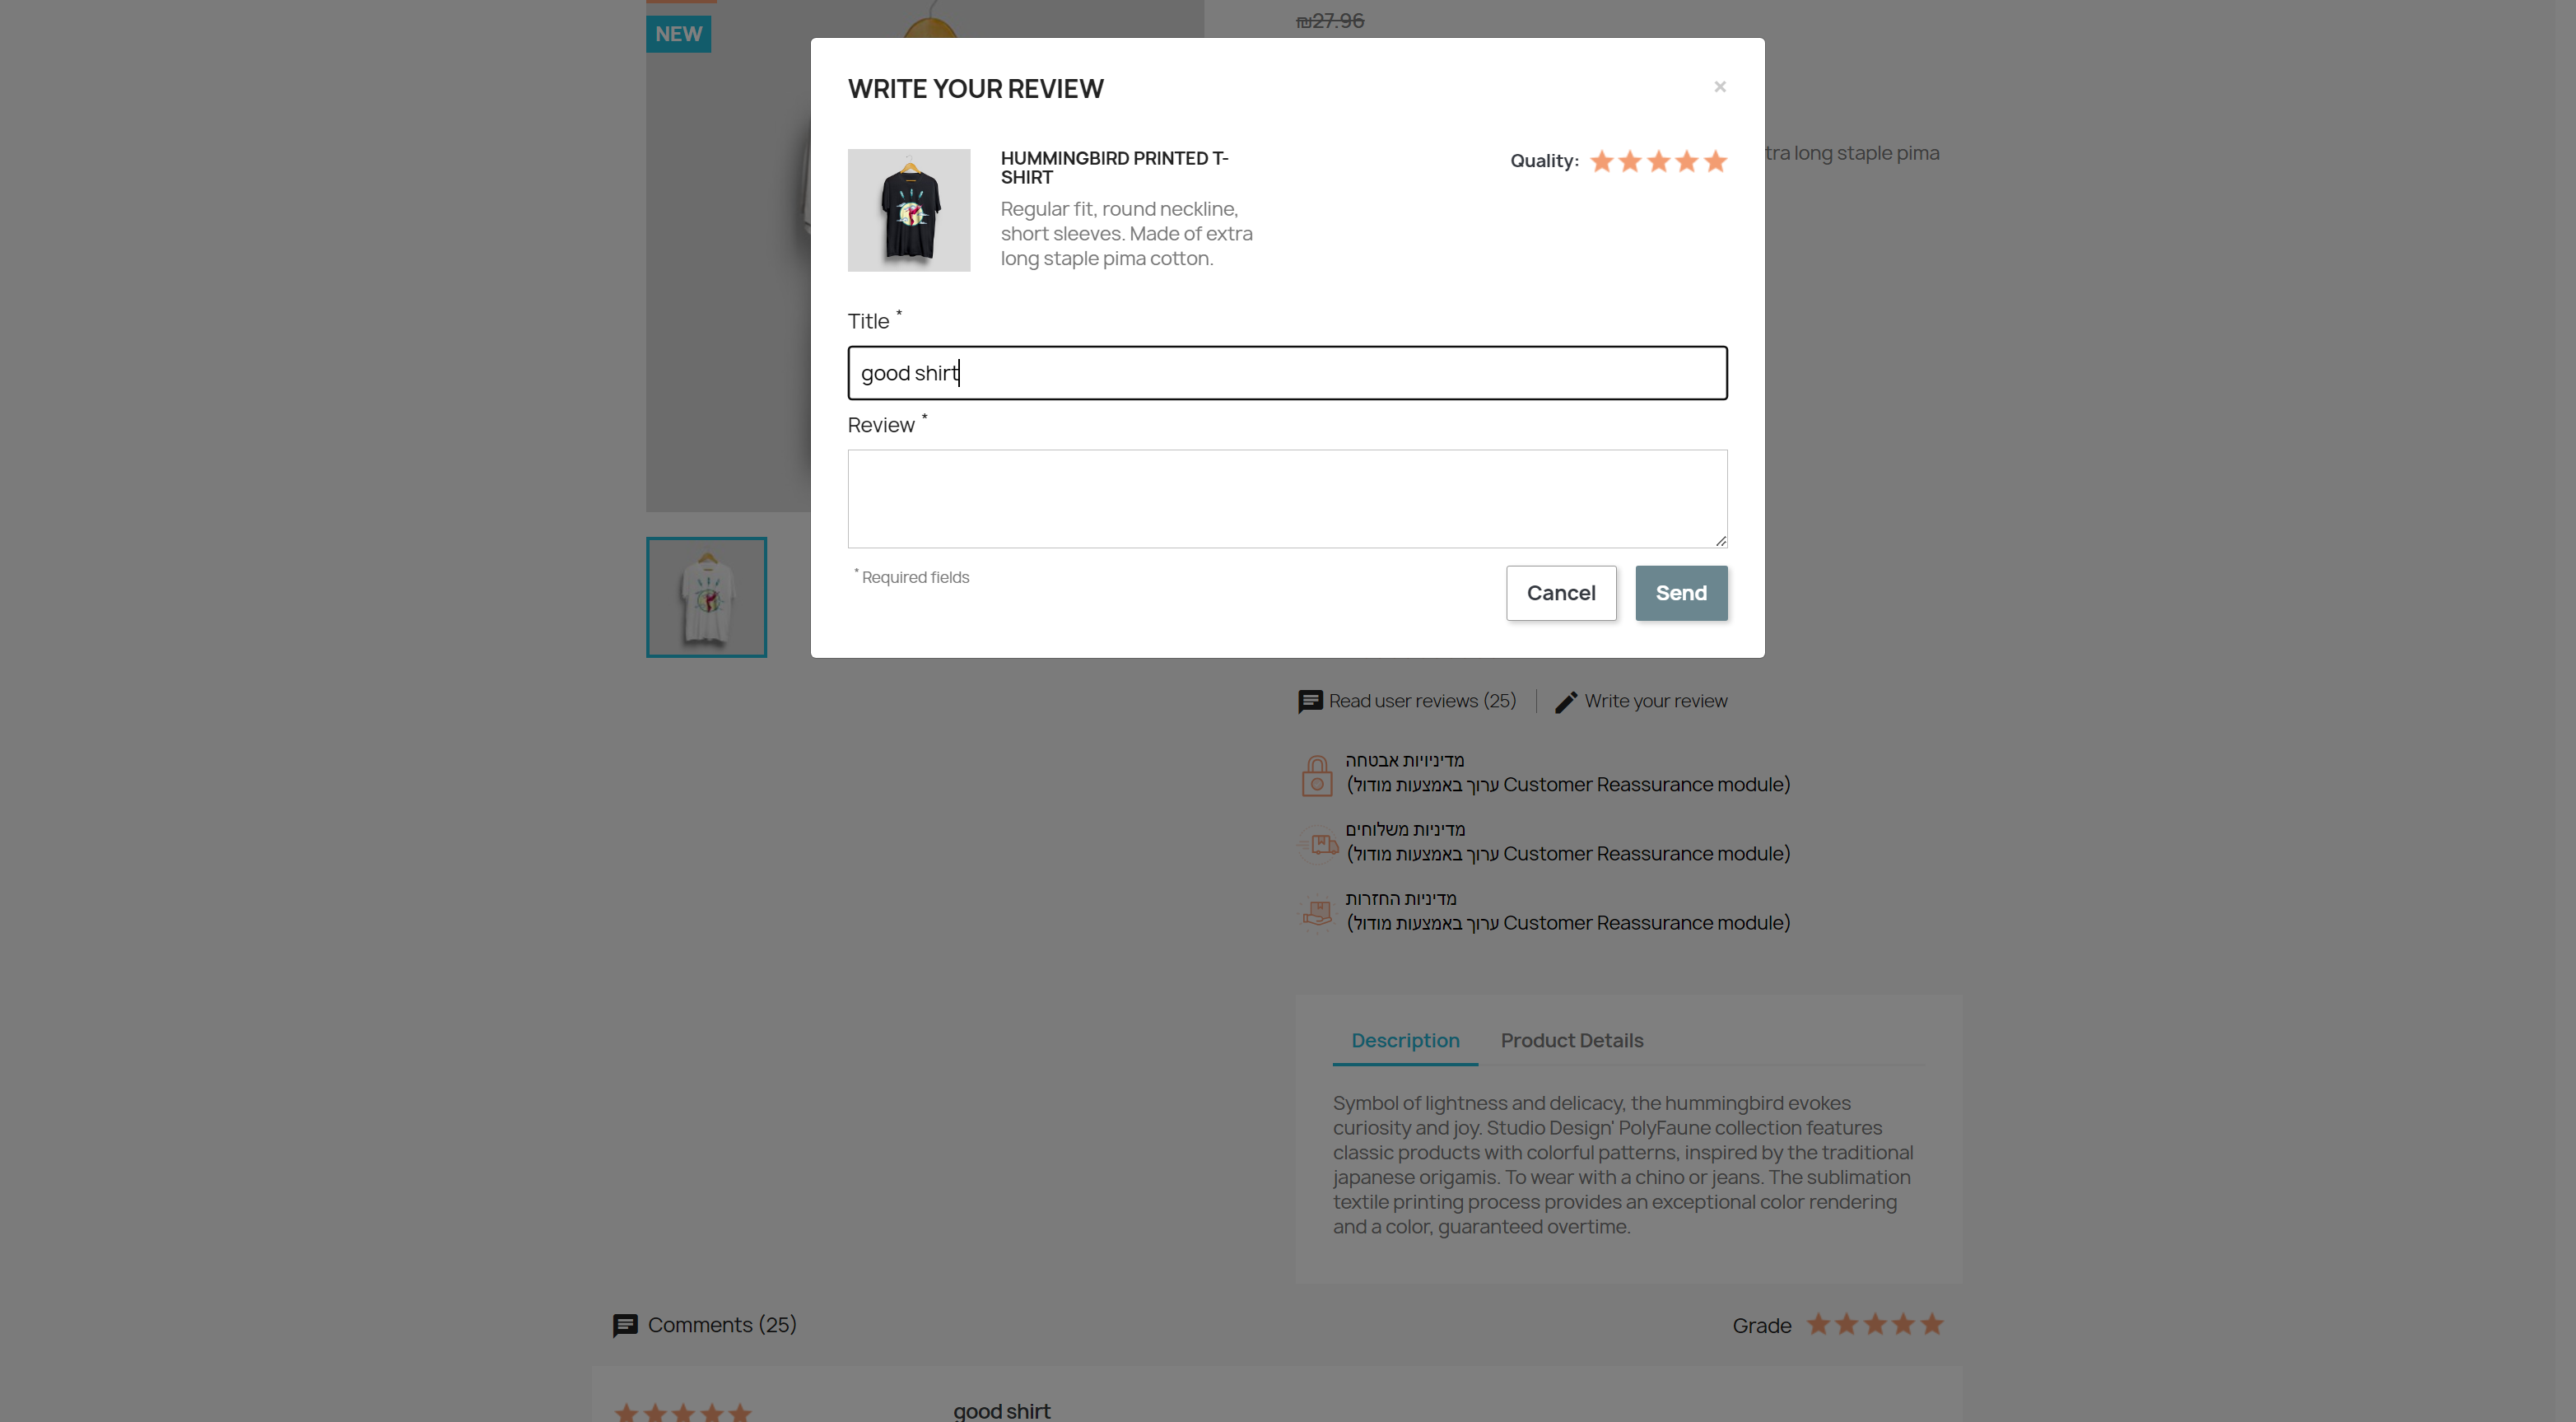 NEW
₪27.96
WRITE YOUR REVIEW
×
HUMMINGBIRD PRINTED T-
SHIRT
Quality:
tra long staple pima
Regular fit, round neckline,
short sleeves. Made of extra
long staple pima cotton.
Title *
good shirt
Review *
* Required fields
Cancel
Send
Read user reviews (25)
Write your review
מדיניויות אבטחה
(ערוך באמצעות מודול Customer Reassurance module)
מדיניות משלוחים
(ערוך באמצעות מודול Customer Reassurance module)
מדיניות החזרות
(ערוך באמצעות מודול Customer Reassurance module)
Description
Product Details
Symbol of lightness and delicacy, the hummingbird evokes
curiosity and joy. Studio Design' PolyFaune collection features
classic products with colorful patterns, inspired by the traditional
japanese origamis. To wear with a chino or jeans. The sublimation
textile printing process provides an exceptional color rendering
and a color, guaranteed overtime.
Comments (25)
Grade
good shirt